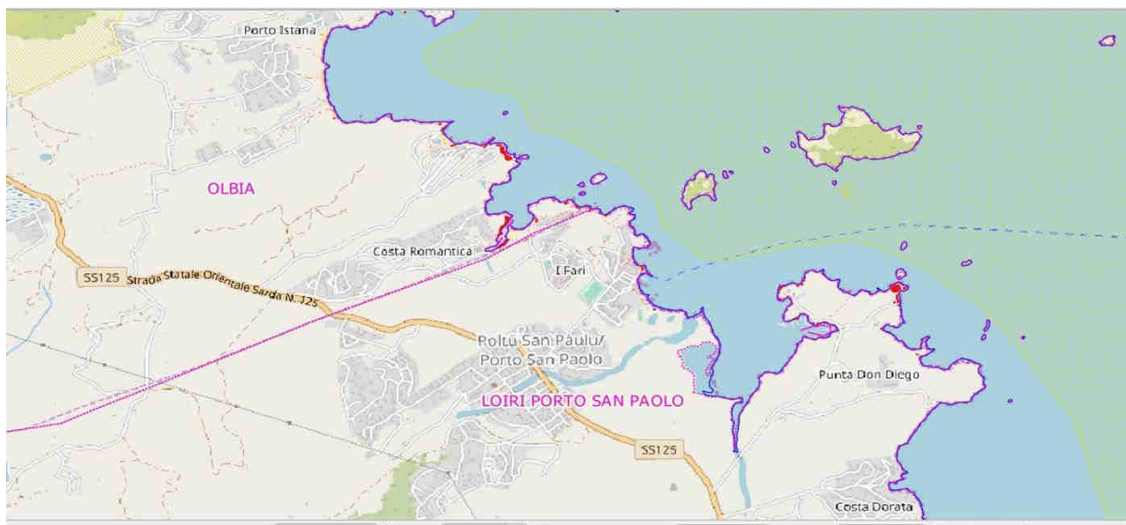 Porto Istana
OLBIA
Costa Romantica
I Fari
SS125
Strada Statale Orientale Sarda N. 125
Poltu San Pàulu/
Porto San Paolo
Punta Don Diego
LOIRI PORTO SAN PAOLO
SS125
Costa Dorata